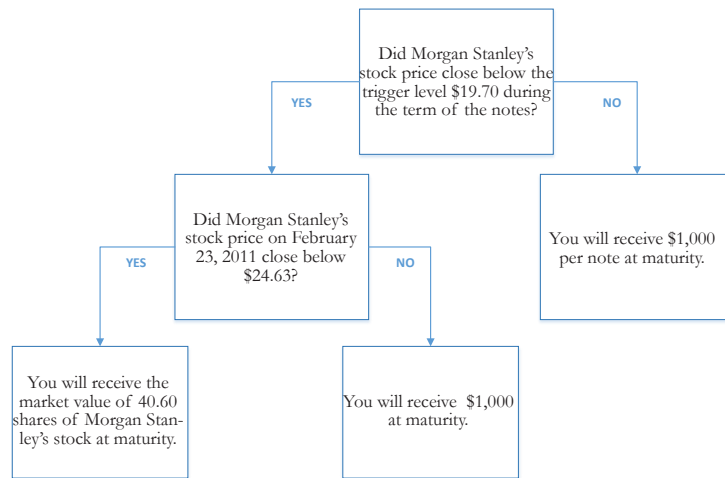 Did Morgan Stanley's
stock price close below the
trigger level $19.70 during
the term of the notes?
YES
NO
Did Morgan Stanley's
stock price on February
23, 2011 close below
$24.63?
You will receive $1,000
per note at maturity.
YES
NO
You will receive the
market value of 40.60
shares of Morgan Stan-
ley's stock at maturity.
You will receive $1,000
at maturity.